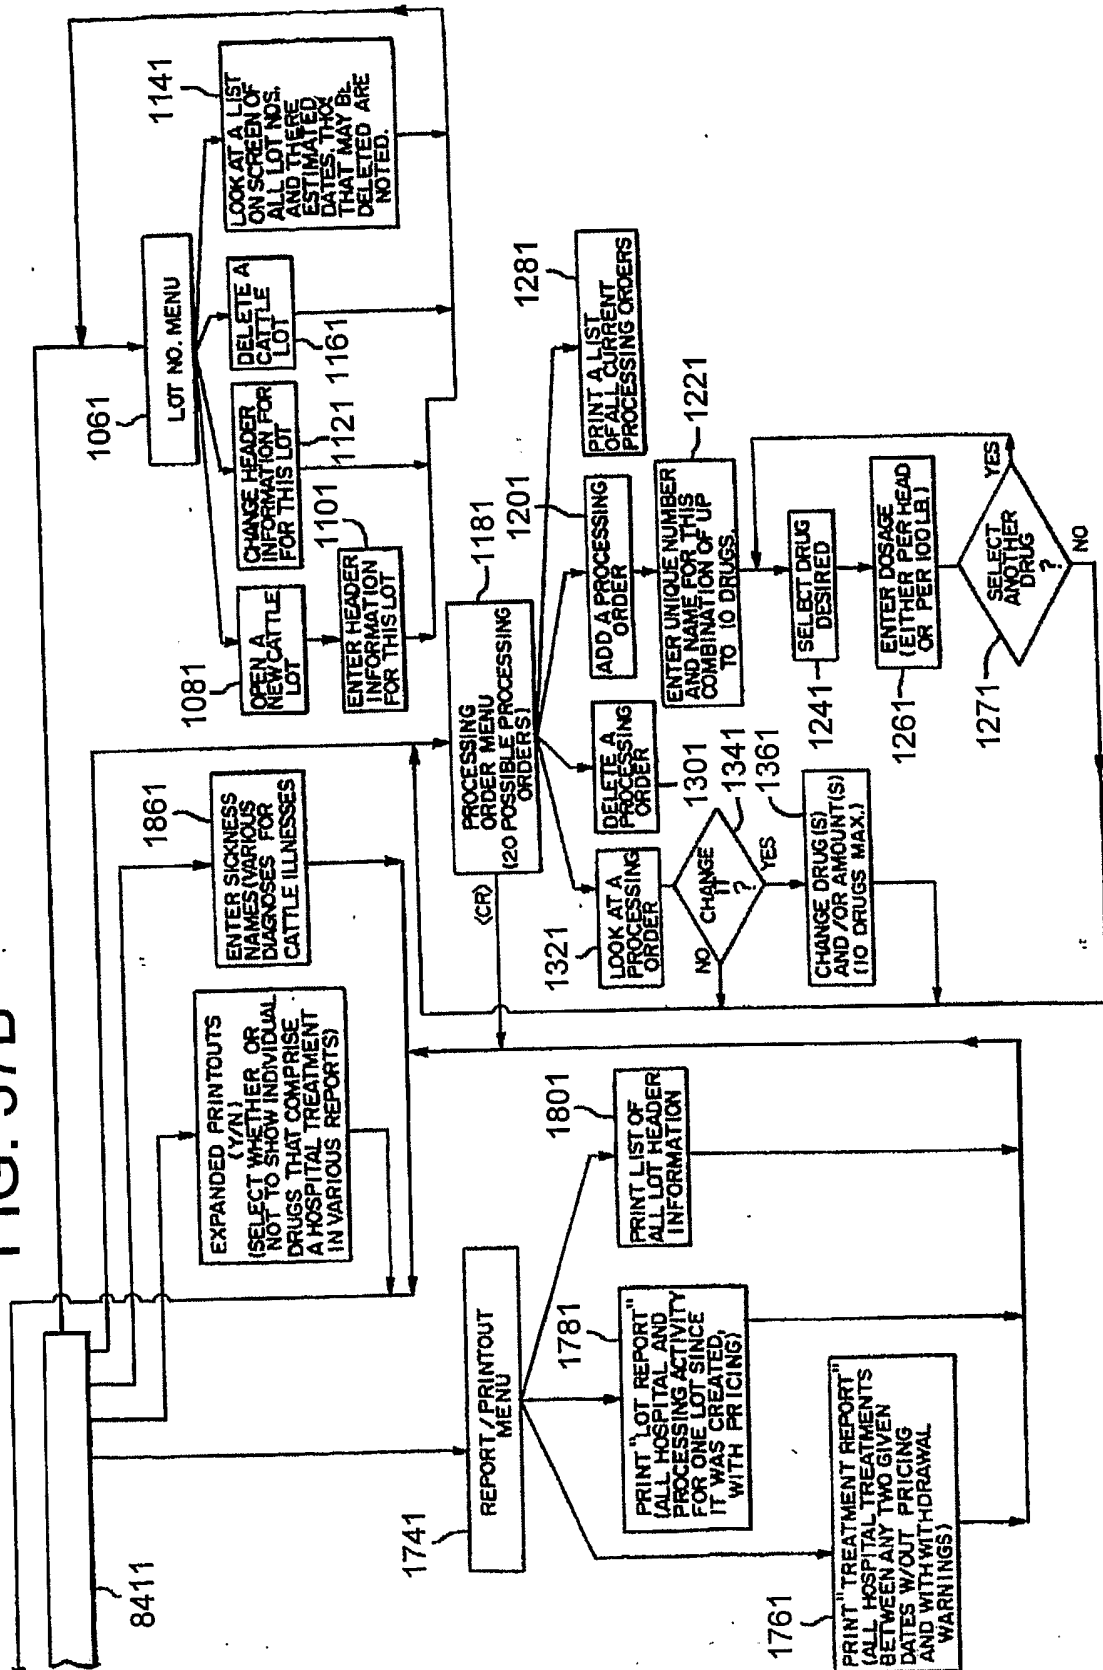 FIG. 37B
8411
1061
LOT NO. MENU
1081
OPEN A
NEW CATTLE
LOT
ENTER HEADER
INFORMATION
FOR THIS LOT
1101
CHANGE HEADER
INFORMATION FOR
FOR THIS LOT
1121
DELETE A
CATTLE
LOT
1161
1141
LOOK AT A LIST
ON SCREEN OF
ALL LOT NOS.
AND THERE
ESTIMATED
DATES. THOS
THAT MAY BE
DELETED ARE
NOTED.
EXPANDED PRINTOUTS
(Y/N)
(SELECT WHETHER OR
NOT TO SHOW INDIVIDUAL
DRUGS THAT COMPRISE
A HOSPITAL TREATMENT
IN VARIOUS REPORTS)
1861
ENTER SICKNESS
NAMES (VARIOUS
DIAGNOSES FOR
CATTLE ILLNESSES
PROCESSING
ORDER MENU
(20 POSSIBLE PROCESSING
ORDERS)
1181
(CR)
1321
LOOK AT A
PROCESSING
ORDER
CHANGE
IT
?
1341
NO
YES
1361
CHANGE DRUG(S)
AND/OR AMOUNT(S)
(10 DRUGS MAX.)
DELETE A
PROCESSING
ORDER
1301
ADD A PROCESSING
ORDER
1201
ENTER UNIQUE NUMBER
AND NAME FOR THIS
COMBINATION OF UP
TO 10 DRUGS.
1221
SELECT DRUG
DESIRED
1241
ENTER DOSAGE
(EITHER PER HEAD
OR PER 100 LB.)
1261
SELECT
ANOTHER
DRUG
?
1271
YES
NO
1281
PRINT A LIST
OF ALL CURRENT
PROCESSING ORDERS
1741
REPORT/PRINTOUT
MENU
1761
PRINT "TREATMENT REPORT"
(ALL HOSPITAL TREATMENTS
BETWEEN ANY TWO GIVEN
DATES W/OUT PRICING
AND WITH WITHDRAWAL
WARNINGS)
1781
PRINT "LOT REPORT"
(ALL HOSPITAL AND
PROCESSING ACTIVITY
FOR ONE LOT SINCE
IT WAS CREATED,
WITH PRICING)
1801
PRINT LIST OF
ALL LOT HEADER
INFORMATION